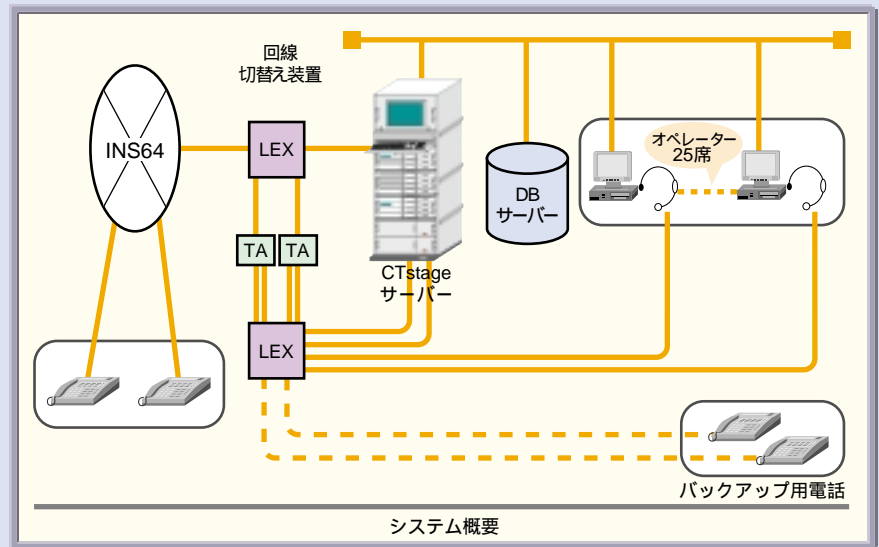 回線
切替え装置
INS64
LEX
オペレーター
25席
DB
サーバー
TA
TA
CTstage
サーバー
LEX
バックアップ用電話
システム概要